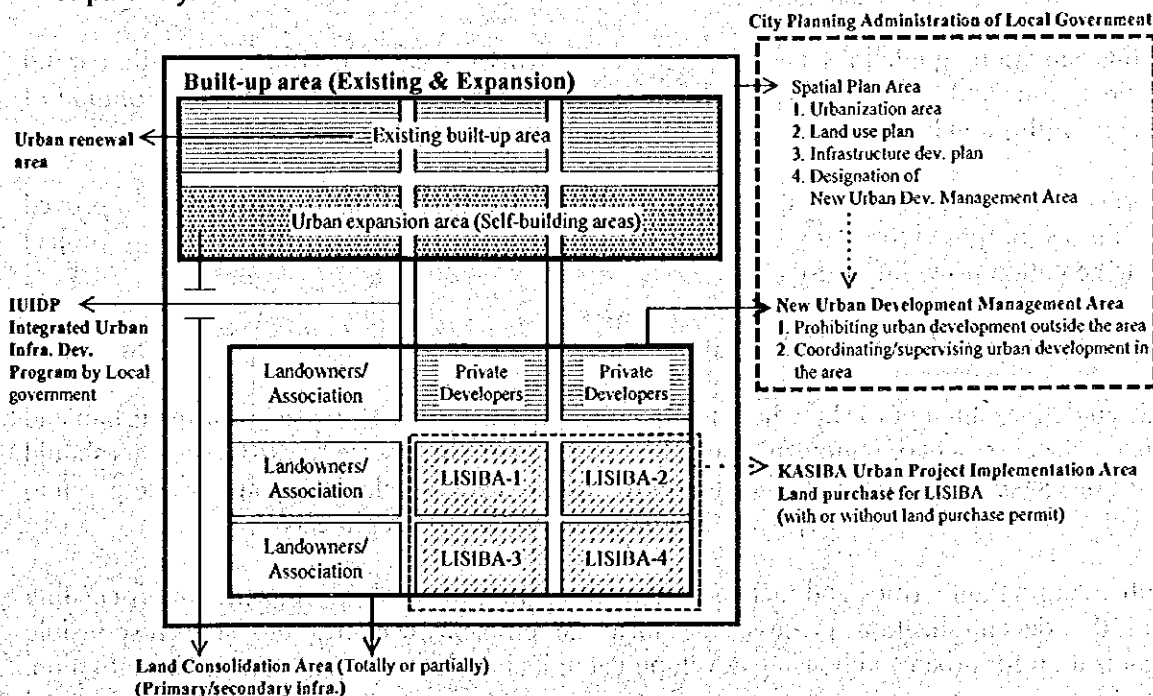 City Planning Administration of Local Government
Built-up area (Existing & Expansion)
Existing built-up area
Urban renewal
area
Urban expansion area (Self-building areas)
Spatial Plan Area
1. Urbanization area
2. Land use plan
3. Infrastructure dev. plan
4. Designation of
New Urban Dev. Management Area
IUIDP
Integrated Urban
Infra. Dev.
Program by Local
government
New Urban Development Management Area
1. Prohibiting urban development outside the area
2. Coordinating/supervising urban development in
the area
Landowners/
Association
Private
Developers
Private
Developers
Landowners/
Association
LISIBA-1
LISIBA-2
Landowners/
Association
LISIBA-3
LISIBA-4
KASIBA Urban Project Implementation Area
Land purchase for LISIBA
(with or without land purchase permit)
Land Consolidation Area (Totally or partially)
(Primary/secondary Infra.)